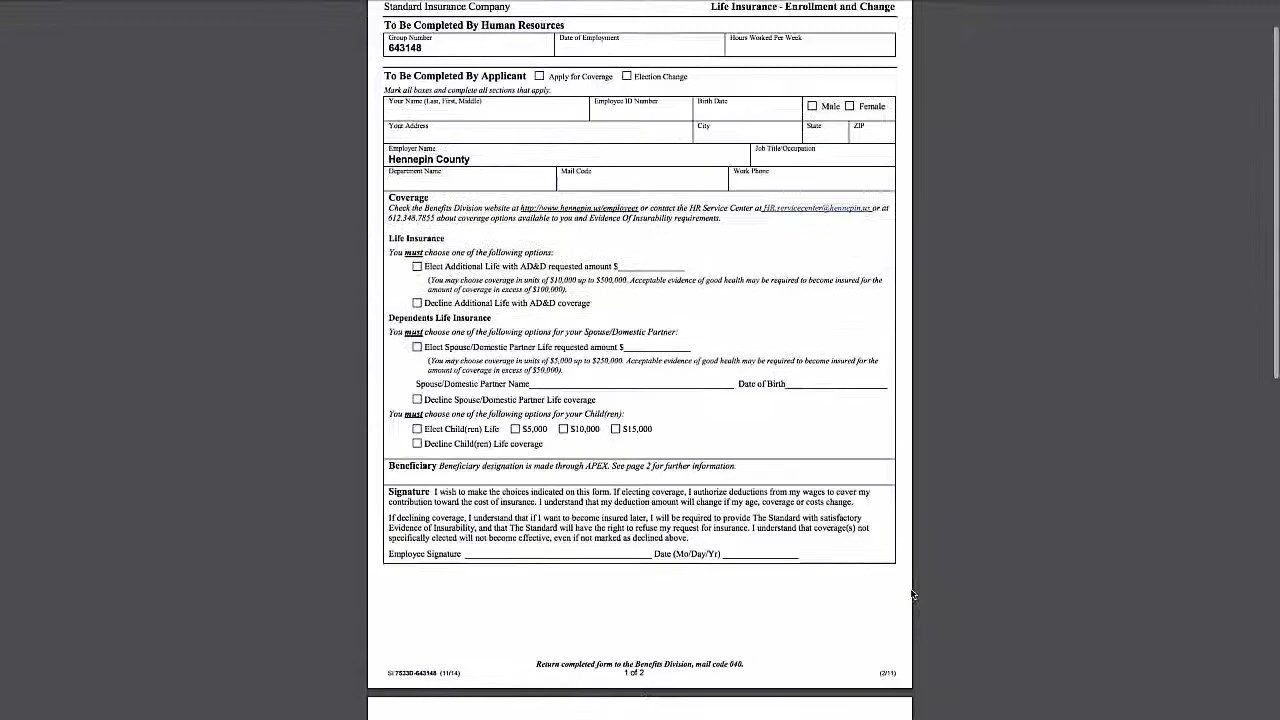 Standard Insurance Company Life Insurance - Enrollment and Change
To Be Completed By Human Resources
Group Number Date of Employment Hours Worked Per Week
643148
To Be Completed By Applicant Apply for Coverage Election Change
Mark all boxes and complete all sections that apply.
Your Name (Last, First, Middle) Employee ID Number Birth Date Male Female
Your Address City State ZIP
Employer Name Job Title/Occupation
Hennepin County
Department Name Mail Code Work Phone
Coverage
Check the Benefits Division website at http://www.hennepin.us/employees or contact the HR Service Center at HR.servicecenter@hennepin.us or at
612.348.7855 about coverage options available to you and Evidence Of Insurability requirements.
Life Insurance
You must choose one of the following options:
Elect Additional Life with AD&D requested amount $
(You may choose coverage in units of $10,000 up to $500,000. Acceptable evidence of good health may be required to become insured for the
amount of coverage in excess of $100,000).
Decline Additional Life with AD&D coverage
Dependents Life Insurance
You must choose one of the following options for your Spouse/Domestic Partner:
Elect Spouse/Domestic Partner Life requested amount $
(You may choose coverage in units of $5,000 up to $250,000. Acceptable evidence of good health may be required to become insured for the
amount of coverage in excess of $50,000).
Spouse/Domestic Partner Name Date of Birth
Decline Spouse/Domestic Partner Life coverage
You must choose one of the following options for your Child(ren):
Elect Child(ren) Life $5,000 $10,000 $15,000
Decline Child(ren) Life coverage
Beneficiary Beneficiary designation is made through APEX. See page 2 for further information.
Signature I wish to make the choices indicated on this form. If electing coverage, I authorize deductions from my wages to cover my
contribution toward the cost of insurance. I understand that my deduction amount will change if my age, coverage or costs change.
If declining coverage, I understand that if I want to become insured later, I will be required to provide The Standard with satisfactory
Evidence of Insurability, and that The Standard will have the right to refuse my request for insurance. I understand that coverage(s) not
specifically elected will not become effective, even if not marked as declined above.
Employee Signature Date (Mo/Day/Yr)
Return completed form to the Benefits Division, mail code 040.
SI 7533D-643148 (11/14) 1 of 2 (2/11)